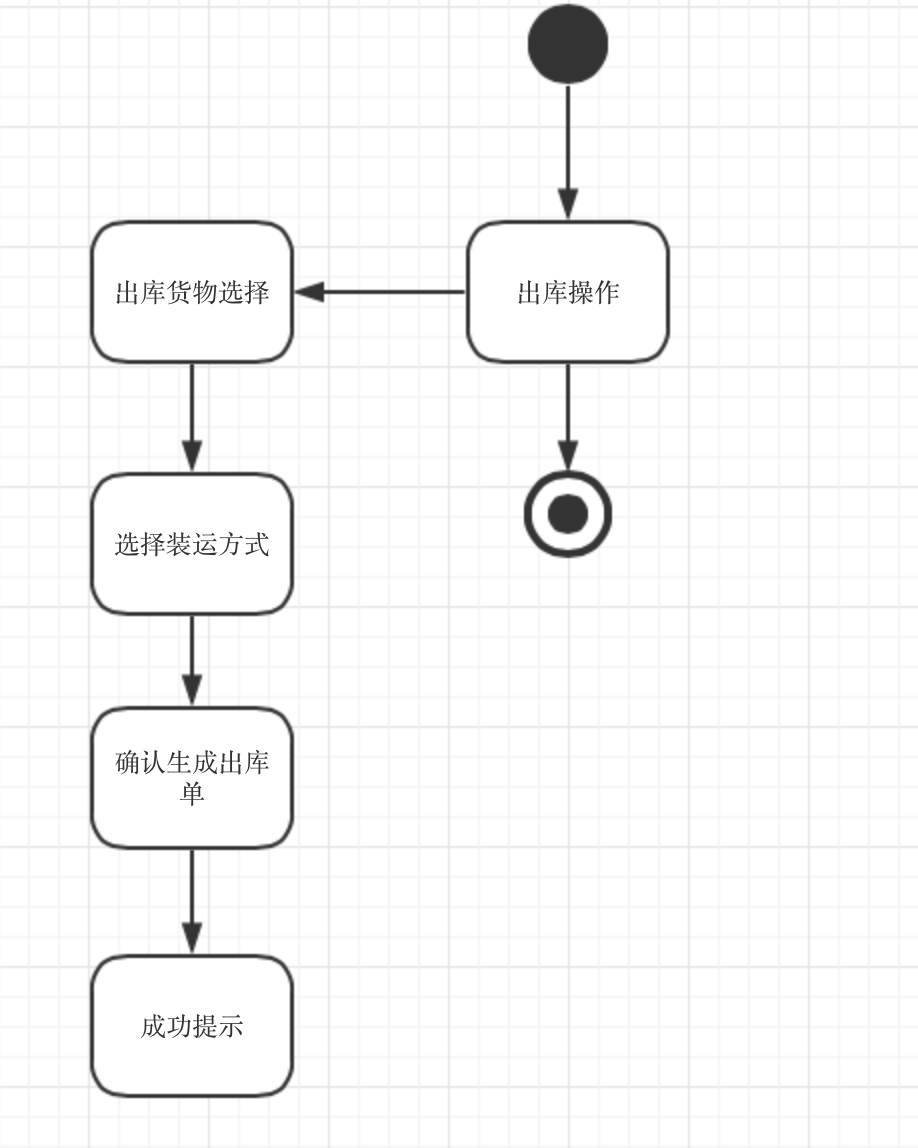 出库货物选择
出库操作
选择装运方式
确认生成出库
单
成功提示